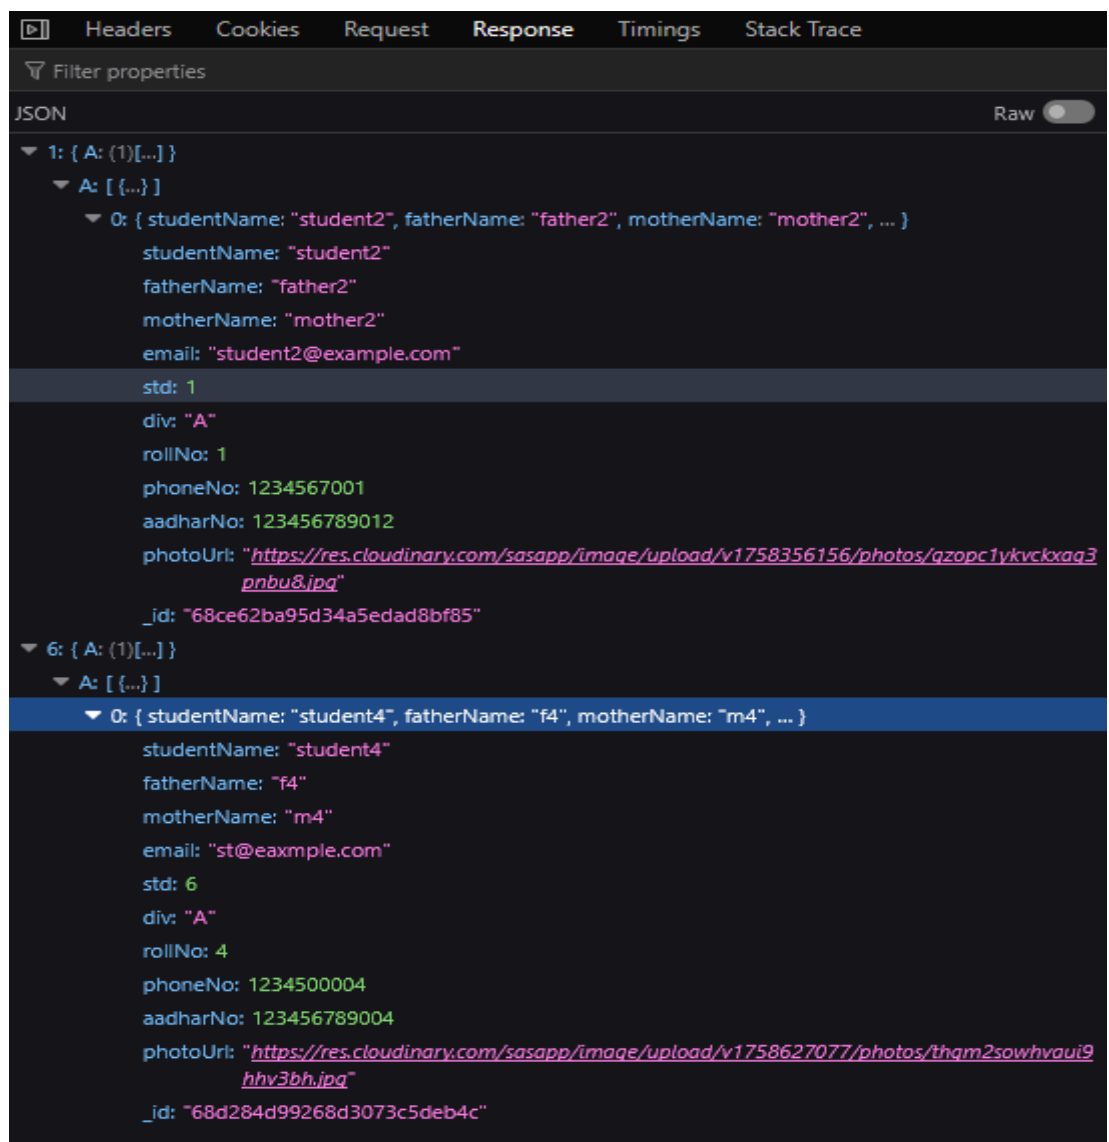 Headers Cookies Request Response Timings Stack Trace
Filter properties
JSON Raw
1: { A: (1)[…] }
A: [ {…} ]
0: { studentName: "student2", fatherName: "father2", motherName: "mother2", … }
studentName: "student2"
fatherName: "father2"
motherName: "mother2"
email: "student2@example.com"
std: 1
div: "A"
rollNo: 1
phoneNo: 1234567001
aadharNo: 123456789012
photoUrl: "https://res.cloudinary.com/sasapp/image/upload/v1758356156/photos/qzopc1ykvckxaq3
pnbu8.jpg"
_id: "68ce62ba95d34a5edad8bf85"
6: { A: (1)[…] }
A: [ {…} ]
0: { studentName: "student4", fatherName: "f4", motherName: "m4", … }
studentName: "student4"
fatherName: "f4"
motherName: "m4"
email: "st@eaxmple.com"
std: 6
div: "A"
rollNo: 4
phoneNo: 1234500004
aadharNo: 123456789004
photoUrl: "https://res.cloudinary.com/sasapp/image/upload/v1758627077/photos/thqm2sowhvaui9
hhv3bh.jpg"
_id: "68d284d99268d3073c5deb4c"